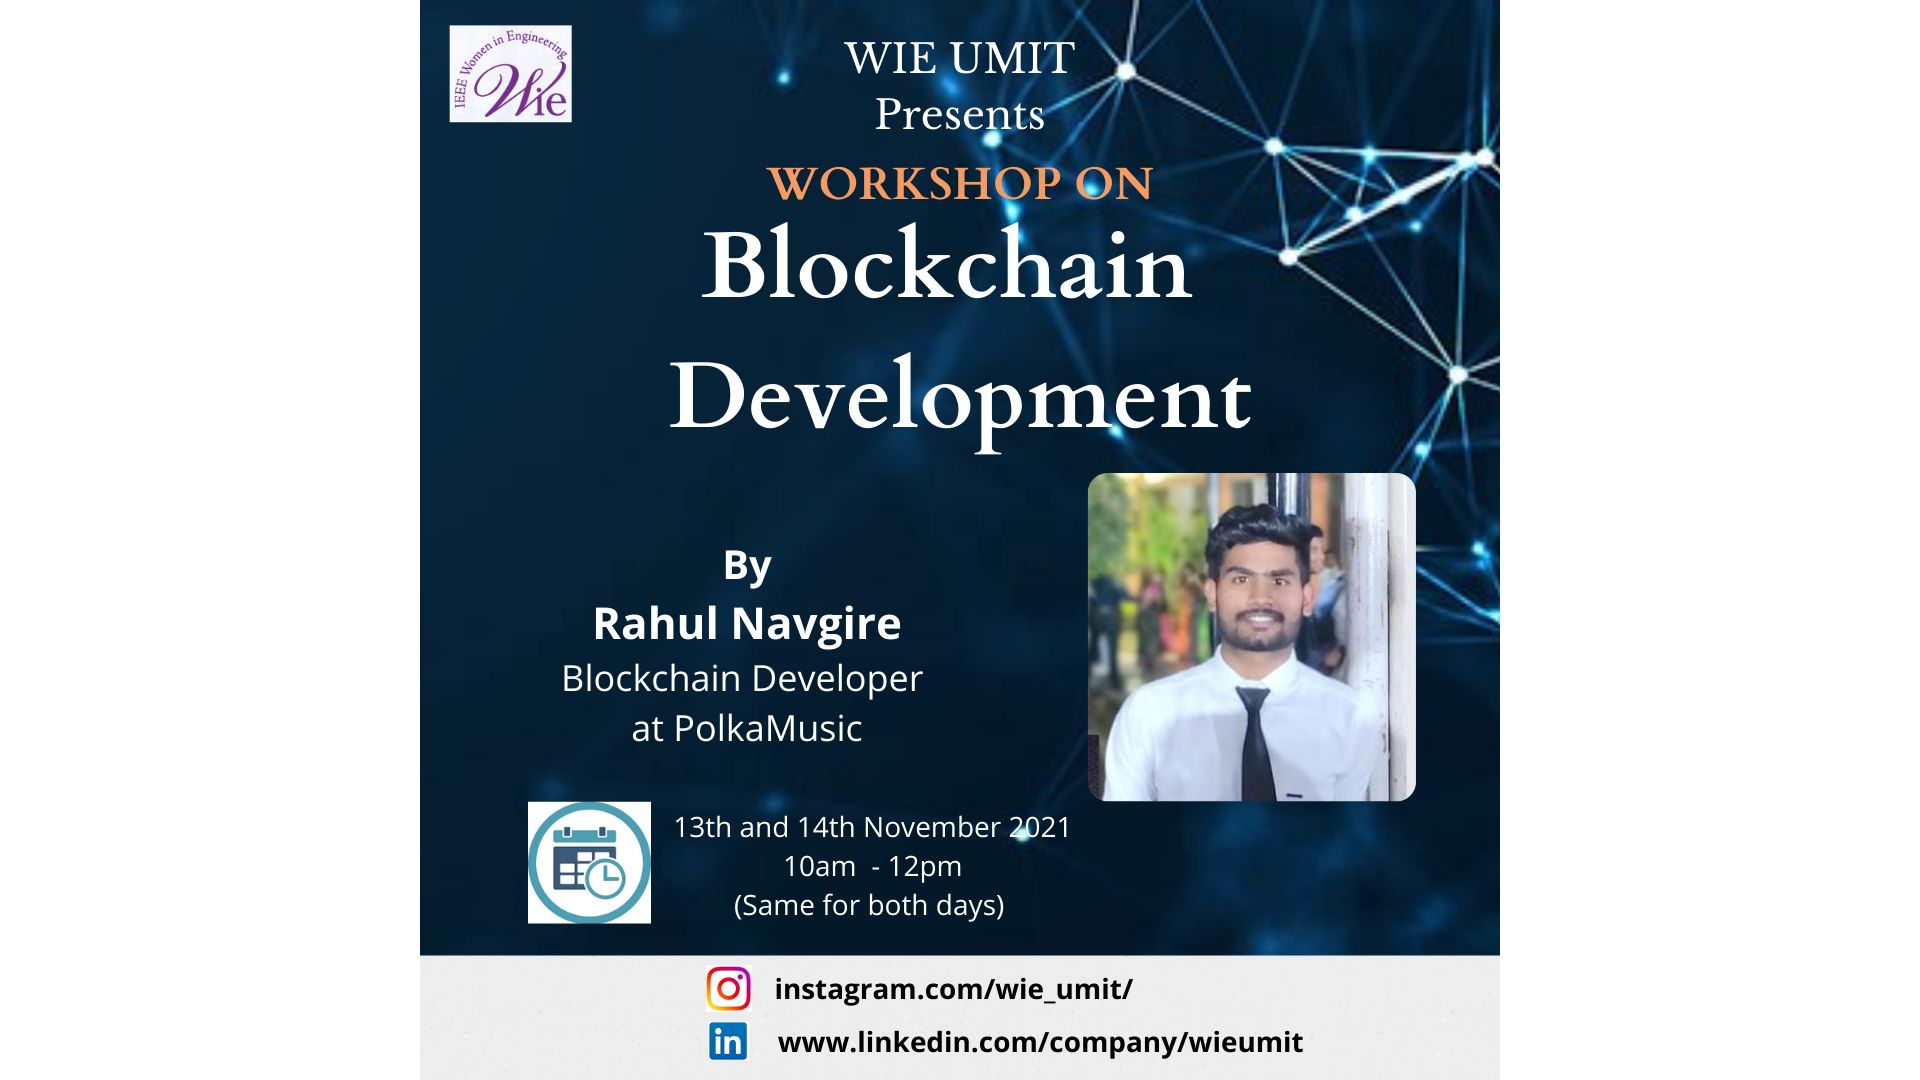 IEEE Women in Engineering
Wie
WIE UMIT
Presents
WORKSHOP ON
Blockchain
Development
By
Rahul Navgire
Blockchain Developer
at PolkaMusic
13th and 14th November 2021
10am - 12pm
(Same for both days)
instagram.com/wie_umit/
in
www.linkedin.com/company/wieumit